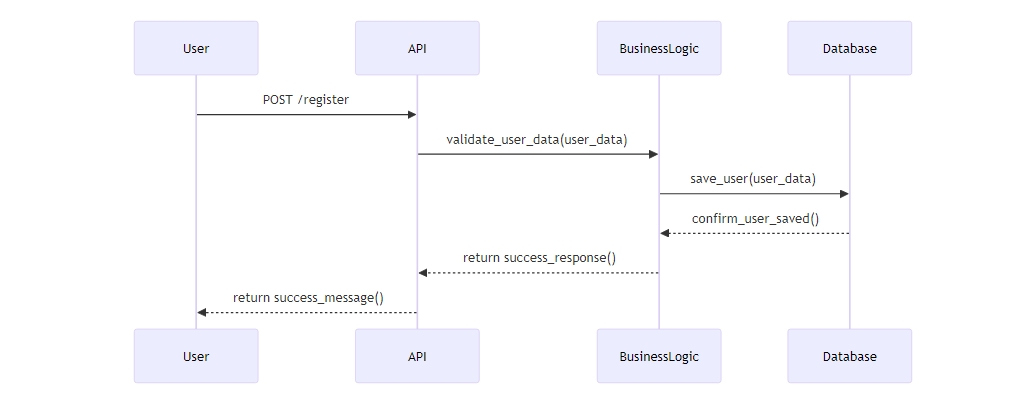 User
API
BusinessLogic
Database
POST /register
validate_user_data(user_data)
save_user(user_data)
confirm_user_saved()
return success_response()
return success_message()
User
API
BusinessLogic
Database